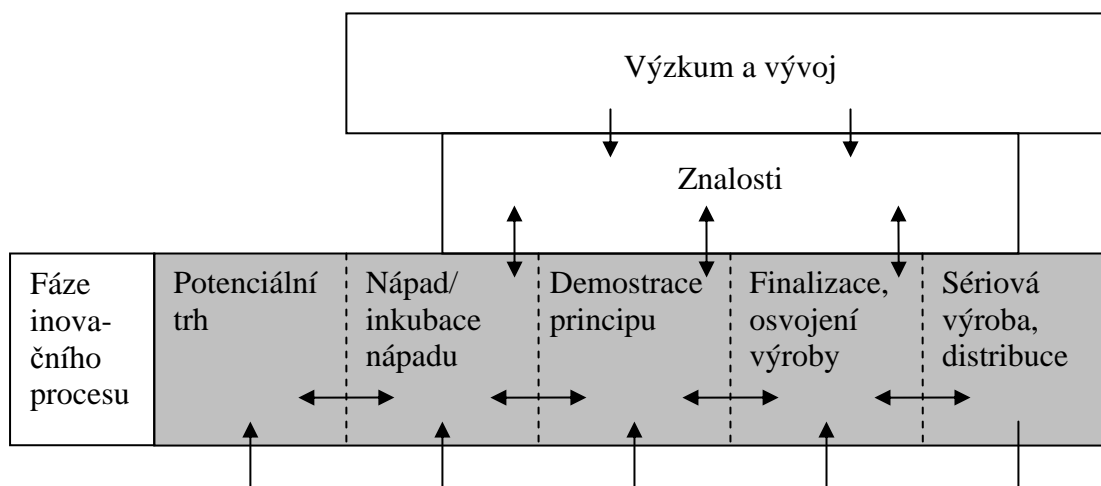 Výzkum a vývoj
Znalosti
Fáze
inova-
čního
procesu
Potenciální
trh
Nápad/
inkubace
nápadu
Demostrace
principu
Finalizace,
osvojení
výroby
Sériová
výroba,
distribuce